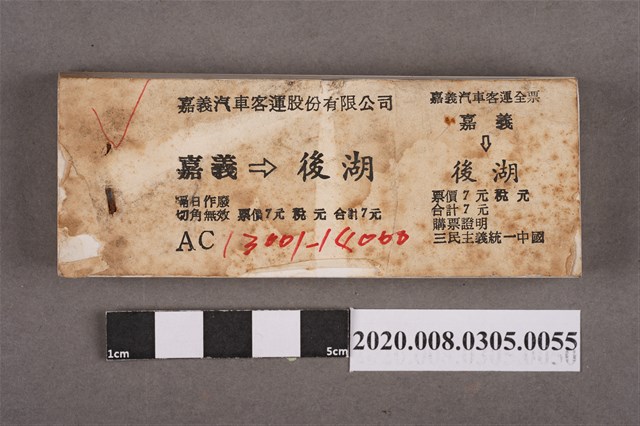 嘉義汽車客運股份有限公司
嘉義⇨後湖
隔日作廢
切角無效 票價7元 稅 元 合計7元
AC 13001-14000
嘉義汽車客運全票
嘉義
⇩
後湖
票價 7 元 稅 元
合計 7 元
購票證明
三民主義統一中國
1cm
5cm
2020.008.0305.0055